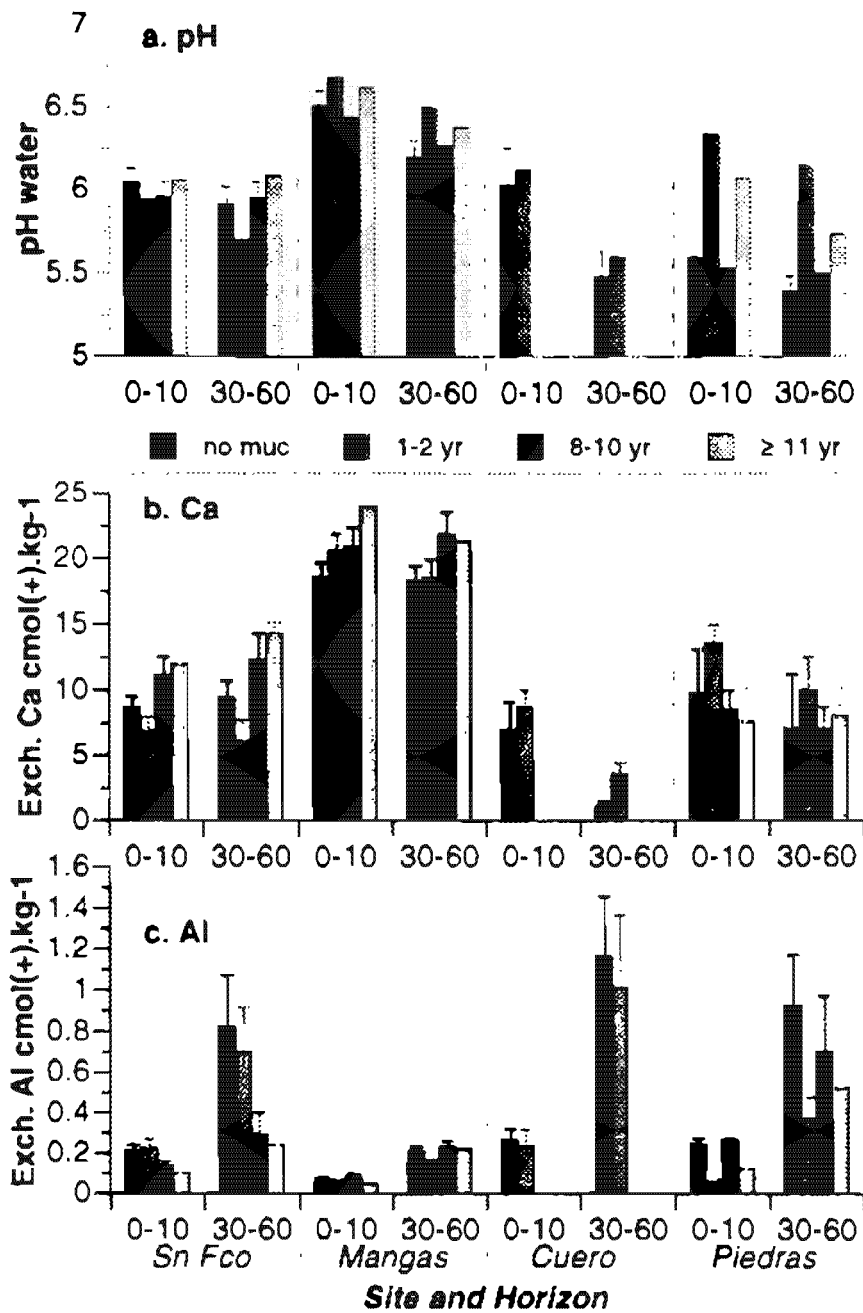 7
a. pH
6.5
6
5.5
5
pH water
0-10 30-60 0-10 30-60 0-10 30-60 0-10 30-60
no muc 1-2 yr 8-10 yr ≥ 11 yr
25
b. Ca
20
15
10
5
0
Exch. Ca cmol(+).kg-1
0-10 30-60 0-10 30-60 0-10 30-60 0-10 30-60
1.6
c. Al
1.4
1.2
1
0.8
0.6
0.4
0.2
0
Exch. Al cmol(+).kg-1
0-10 30-60 0-10 30-60 0-10 30-60 0-10 30-60
Sn Fco Mangas Cuero Piedras
Site and Horizon